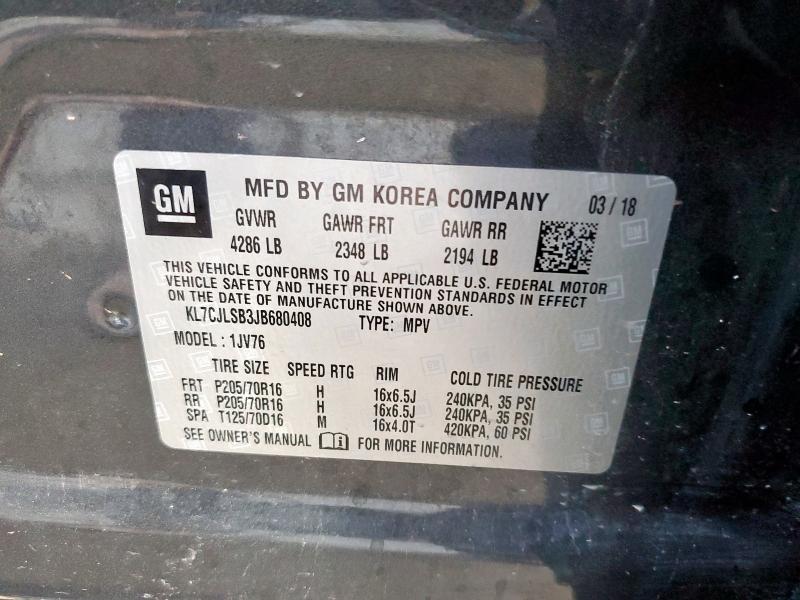 GM
MFD BY GM KOREA COMPANY 03 / 18
GVWR GAWR FRT GAWR RR
4286 LB 2348 LB 2194 LB
THIS VEHICLE CONFORMS TO ALL APPLICABLE U.S. FEDERAL MOTOR
VEHICLE SAFETY AND THEFT PREVENTION STANDARDS IN EFFECT
ON THE DATE OF MANUFACTURE SHOWN ABOVE.
KL7CJLSB3JB680408 TYPE: MPV
MODEL : 1JV76
TIRE SIZE SPEED RTG RIM COLD TIRE PRESSURE
FRT P205/70R16 H 16x6.5J 240KPA, 35 PSI
RR P205/70R16 H 16x6.5J 240KPA, 35 PSI
SPA T125/70D16 M 16x4.0T 420KPA, 60 PSI
SEE OWNER'S MANUAL FOR MORE INFORMATION.